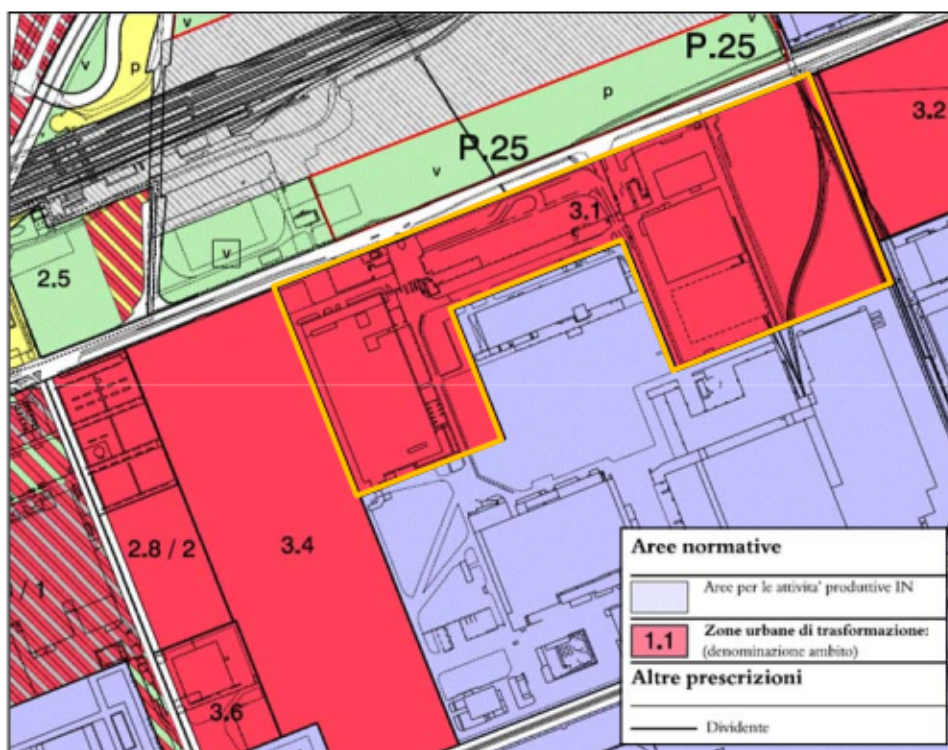 v
P.25
v
p
p
3.2
P.25
v
3.1
v
2.5
3.4
2.8 / 2
/ 1
3.6
Aree normative
Aree per le attivita' produttive IN
1.1
Zone urbane di trasformazione:
(denominazione ambito)
Altre prescrizioni
Dividente